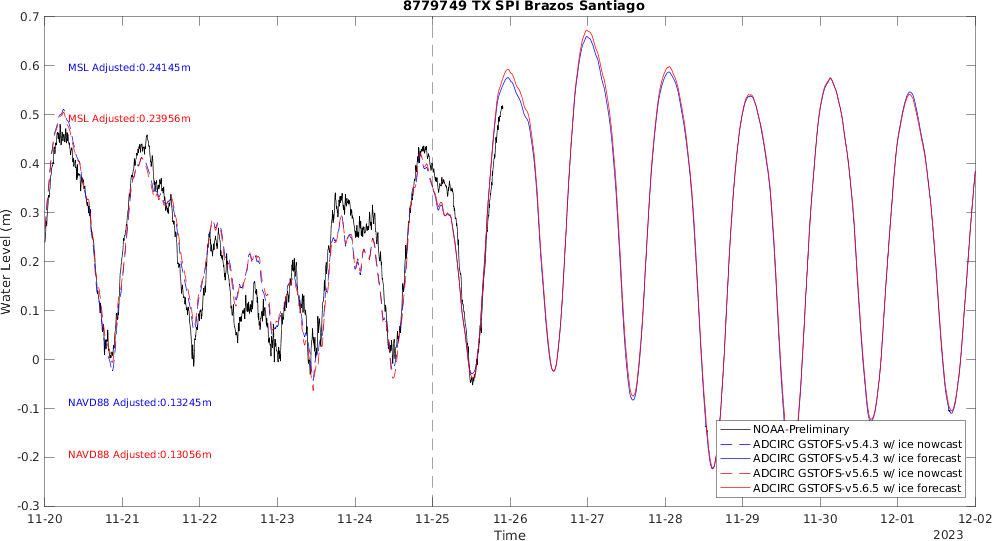 8779749 TX SPI Brazos Santiago
0.7
0.6
0.5
0.4
0.3
0.2
0.1
0
-0.1
-0.2
-0.3
Water Level (m)
MSL Adjusted:0.24145m
MSL Adjusted:0.23956m
NAVD88 Adjusted:0.13245m
NAVD88 Adjusted:0.13056m
NOAA-Preliminary
ADCIRC GSTOFS-v5.4.3 w/ ice nowcast
ADCIRC GSTOFS-v5.4.3 w/ ice forecast
ADCIRC GSTOFS-v5.6.5 w/ ice nowcast
ADCIRC GSTOFS-v5.6.5 w/ ice forecast
11-20 11-21 11-22 11-23 11-24 11-25 11-26 11-27 11-28 11-29 11-30 12-01 12-02
Time
2023